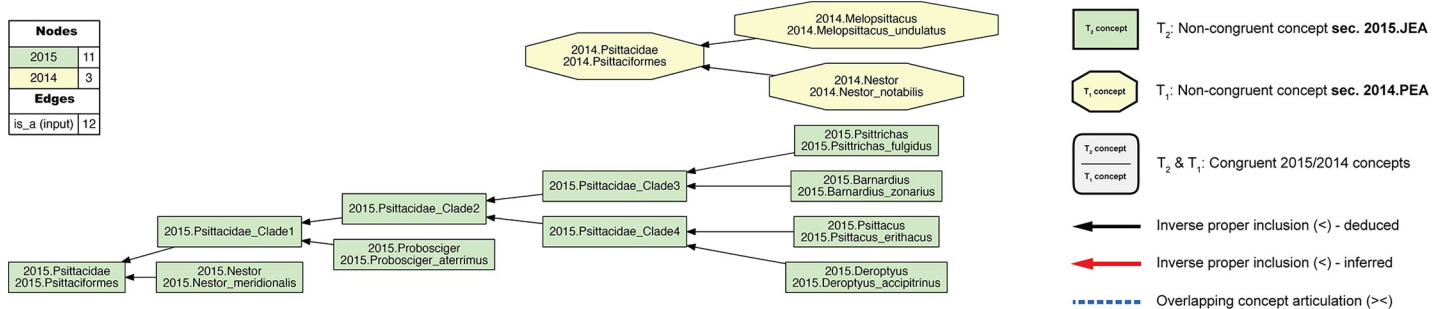 Nodes
2015 11
2014 3
Edges
is_a (input) 12
2014.Melopsittacus
2014.Melopsittacus_undulatus
2014.Psittacidae
2014.Psittaciformes
2014.Nestor
2014.Nestor_notabilis
2015.Psittrichas
2015.Psittrichas_fulgidus
2015.Psittacidae_Clade3
2015.Barnardius
2015.Barnardius_zonarius
2015.Psittacidae_Clade2
2015.Psittacidae_Clade1
2015.Psittacidae_Clade4
2015.Psittacus
2015.Psittacus_erithacus
2015.Probosciger
2015.Probosciger_aterrimus
2015.Psittacidae
2015.Psittaciformes
2015.Nestor
2015.Nestor_meridionalis
2015.Deroptyus
2015.Deroptyus_accipitrinus
T2 concept
T2: Non-congruent concept sec. 2015.JEA
T1 concept
T1: Non-congruent concept sec. 2014.PEA
T2 concept
T1 concept
T2 & T1: Congruent 2015/2014 concepts
Inverse proper inclusion (<) - deduced
Inverse proper inclusion (<) - inferred
Overlapping concept articulation (><)